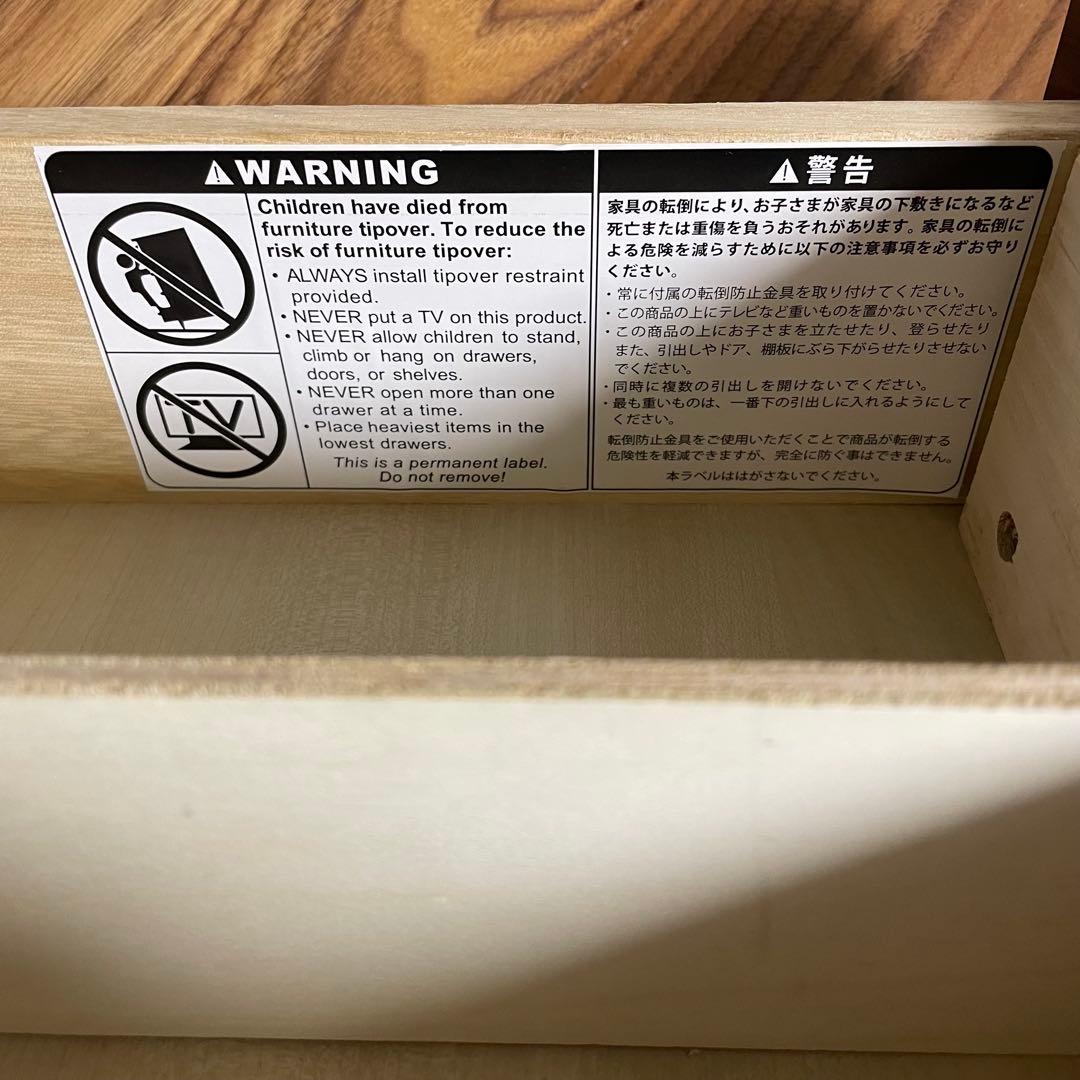 ⚠WARNING
Children have died from
furniture tipover. To reduce the
risk of furniture tipover:
• ALWAYS install tipover restraint
provided.
• NEVER put a TV on this product.
• NEVER allow children to stand,
climb or hang on drawers,
doors, or shelves.
• NEVER open more than one
drawer at a time.
• Place heaviest items in the
lowest drawers.
This is a permanent label.
Do not remove!
TV
⚠警告
家具の転倒により、お子さまが家具の下敷きになるなど
死亡または重傷を負うおそれがあります。家具の転倒に
よる危険を減らすために以下の注意事項を必ずお守り
ください。
・常に付属の転倒防止金具を取り付けてください。
・この商品の上にテレビなど重いものを置かないでください。
・この商品の上にお子さまを立たせたり、登らせたり
また、引出しやドア、棚板にぶら下がらせたりさせない
でください。
・同時に複数の引出しを開けないでください。
・最も重いものは、一番下の引出しに入れるようにして
ください。
転倒防止金具をご使用いただくことで商品が転倒する
危険性を軽減できますが、完全に防ぐ事はできません。
本ラベルははがさないでください。